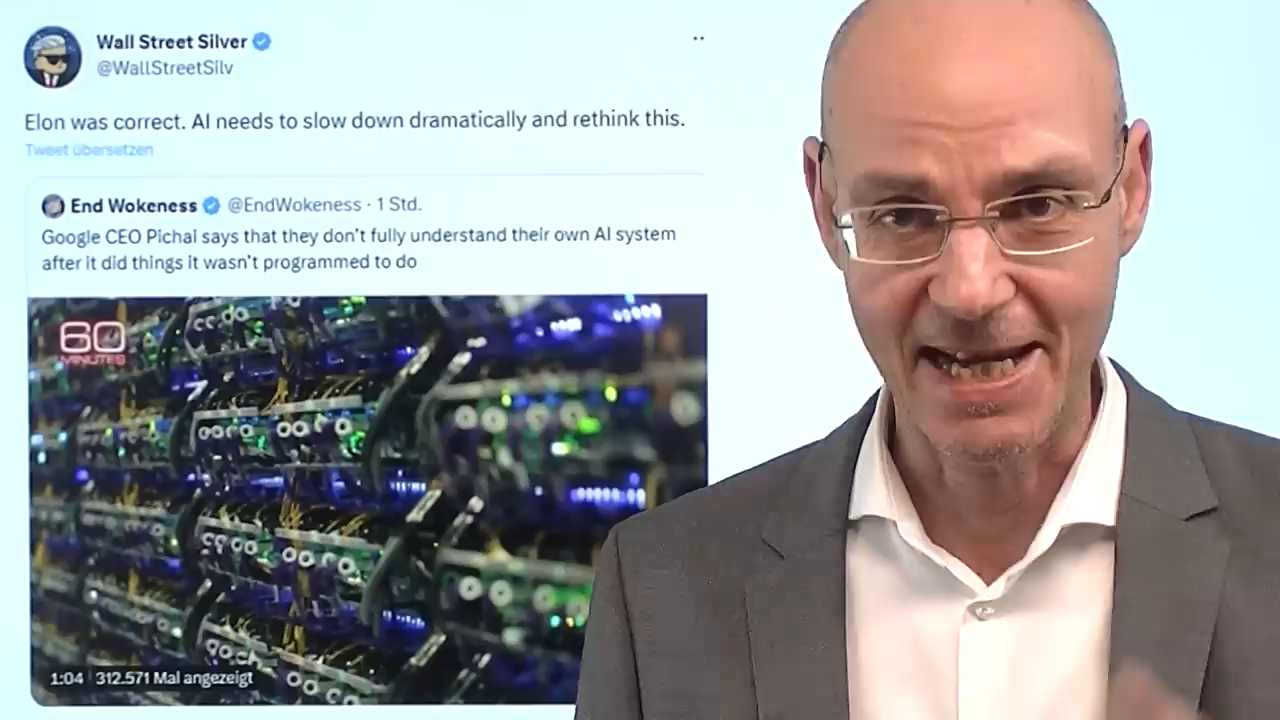 Wall Street Silver
@WallStreetSilv
Elon was correct. AI needs to slow down dramatically and rethink this.
Tweet übersetzen
End Wokeness @EndWokeness · 1 Std.
Google CEO Pichai says that they don't fully understand their own AI system
after it did things it wasn't programmed to do
60
MINUTES
1:04 312.571 Mal angezeigt